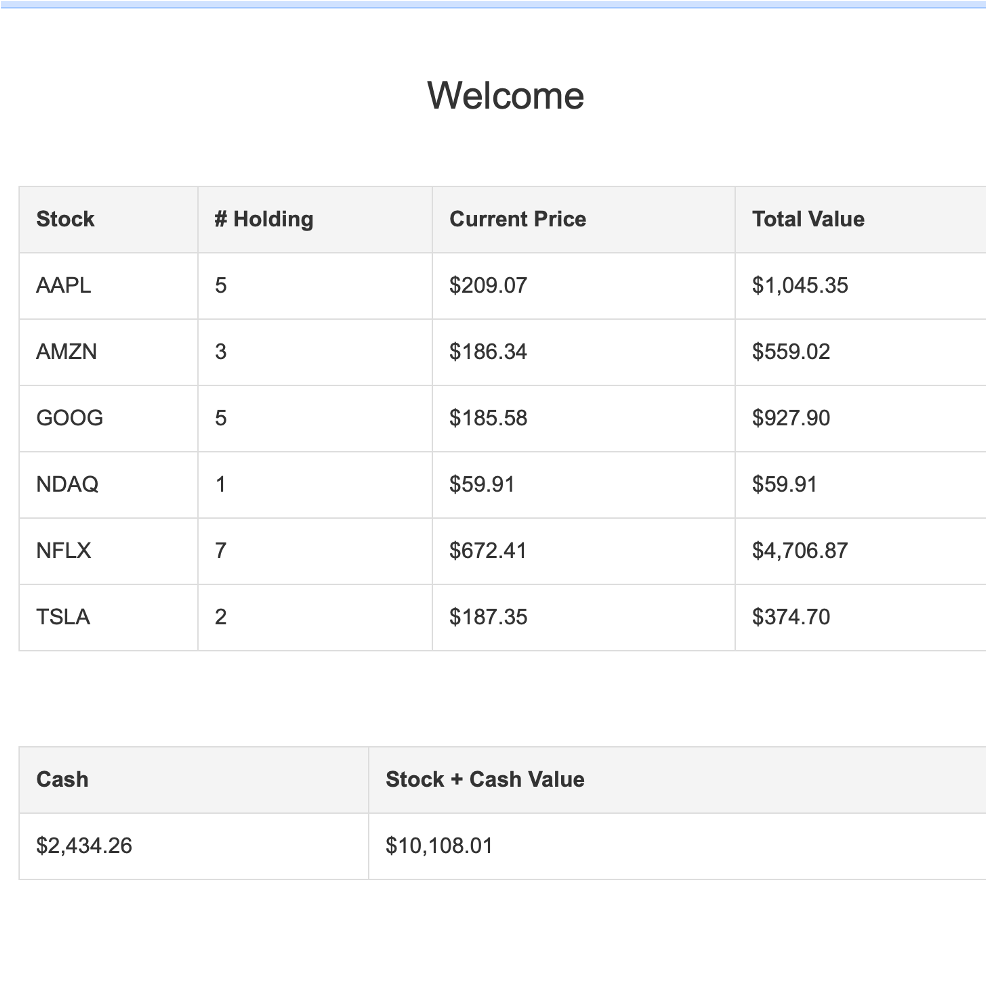 Welcome
Stock # Holding Current Price Total Value
AAPL 5 $209.07 $1,045.35
AMZN 3 $186.34 $559.02
GOOG 5 $185.58 $927.90
NDAQ 1 $59.91 $59.91
NFLX 7 $672.41 $4,706.87
TSLA 2 $187.35 $374.70
Cash Stock + Cash Value
$2,434.26 $10,108.01